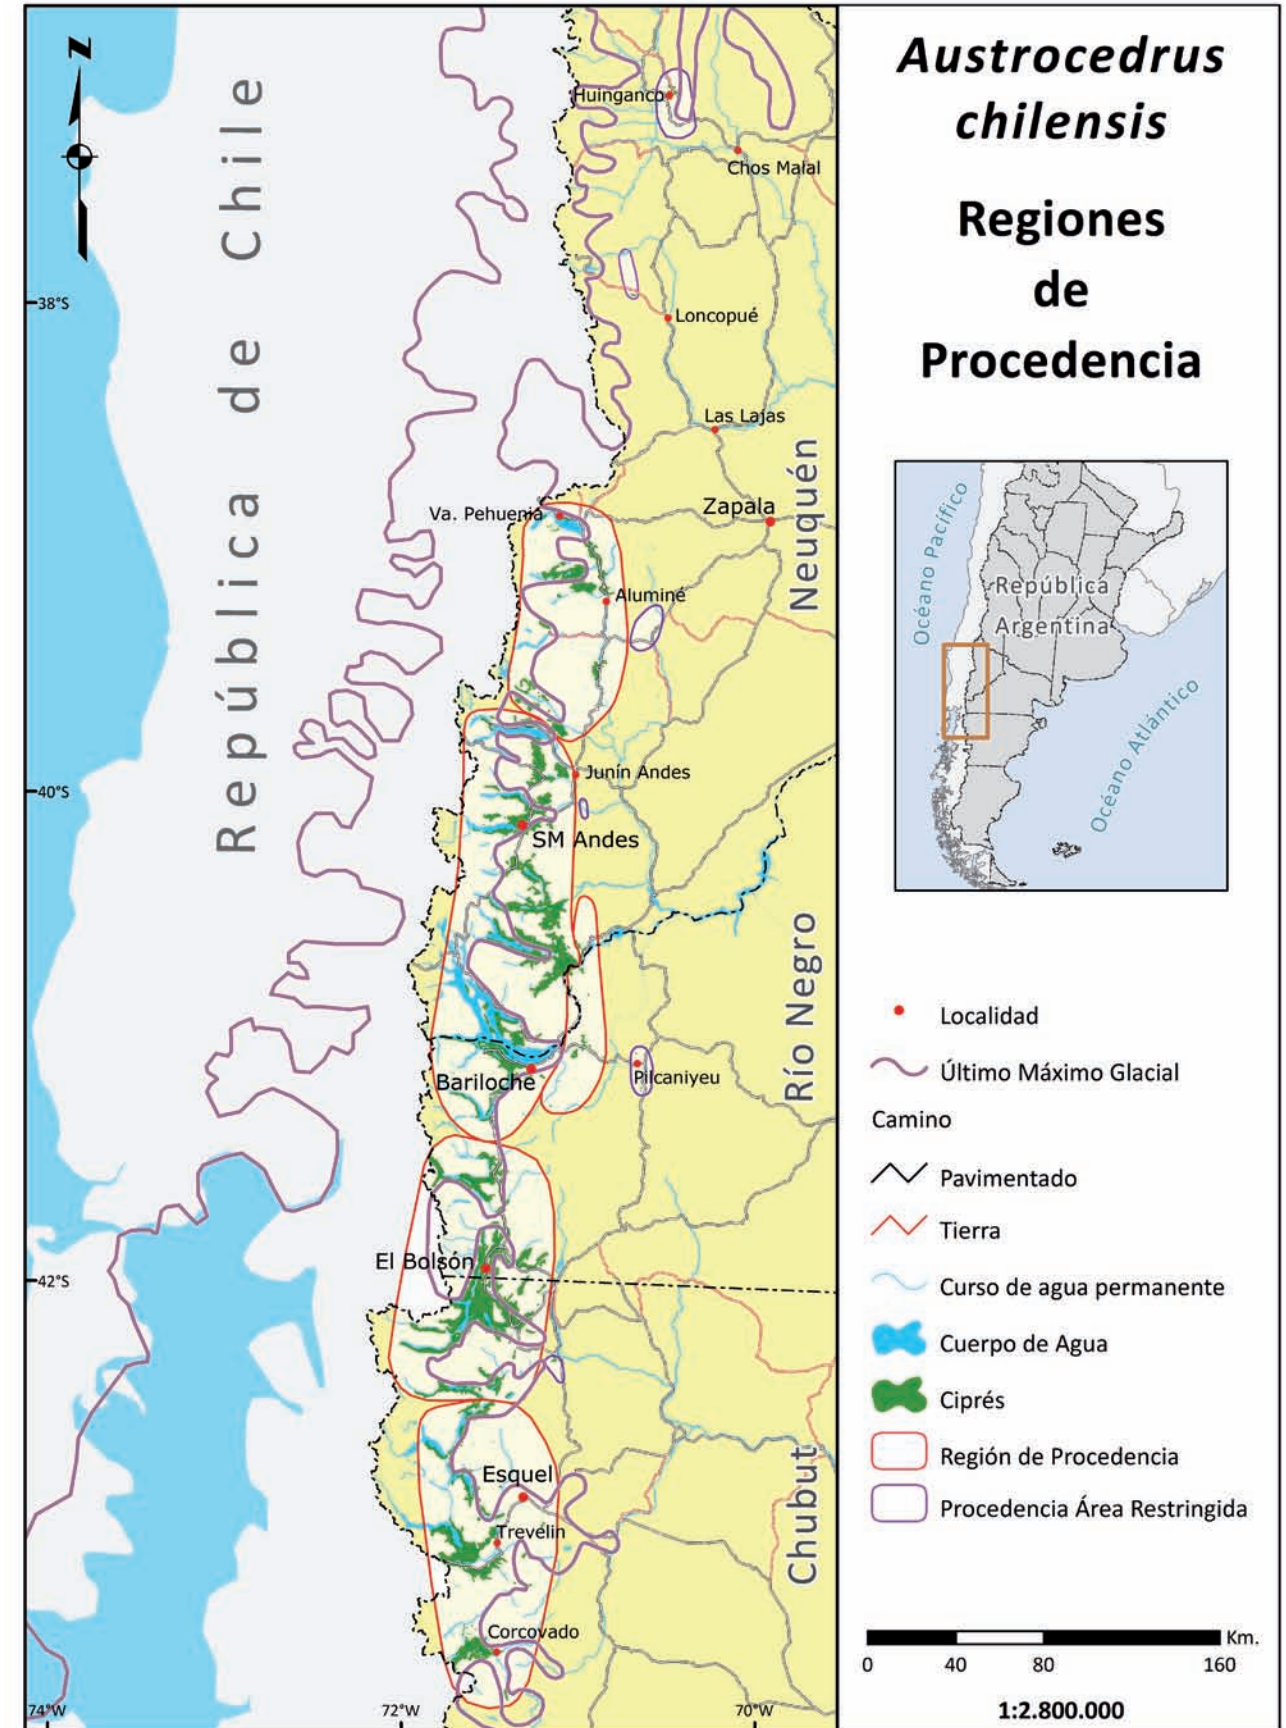 Austrocedrus
chilensis
Regiones
de
Procedencia
Z
República de Chile
Huinganco
Chos Malal
38°S
Loncopué
Las Lajas
Neuquén
Va. Pehuenia
Zapala
Aluminé
40°S
Junín Andes
SM Andes
Río Negro
Bariloche
Pilcaniyeu
El Bolsón
42°S
Esquel
Trevelin
Chubut
Corcovado
74°W
72°W
70°W
Océano Pacífico
República
Argentina
Océano Atlántico
Localidad
Último Máximo Glacial
Camino
Pavimentado
Tierra
Curso de agua permanente
Cuerpo de Agua
Ciprés
Región de Procedencia
Procedencia Área Restringida
Km.
0 40 80 160
1:2.800.000